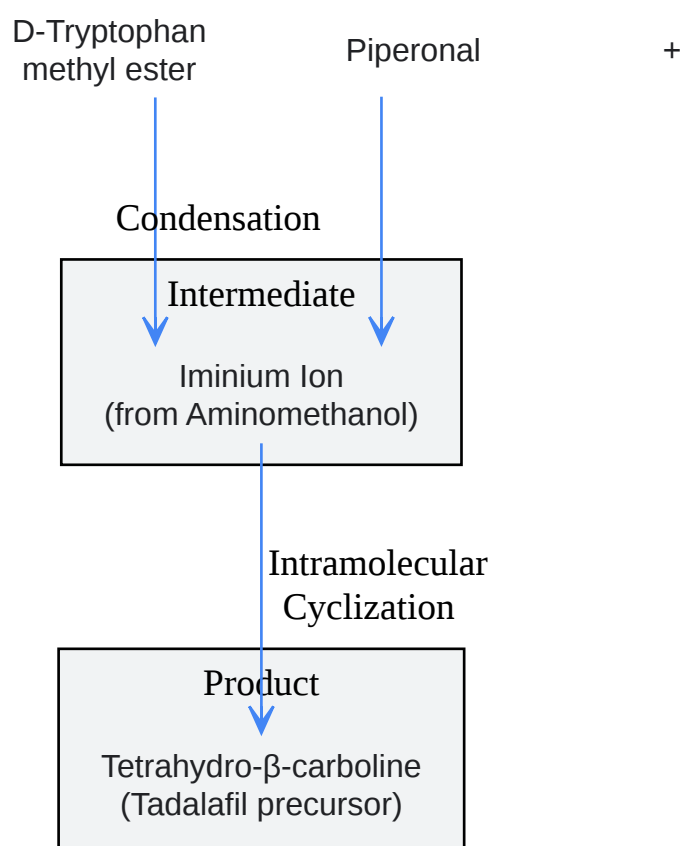 D-Tryptophan
methyl ester
Piperonal
+
Condensation
Intermediate
Iminium Ion
(from Aminomethanol)
Intramolecular
Cyclization
Product
Tetrahydro-β-carboline
(Tadalafil precursor)